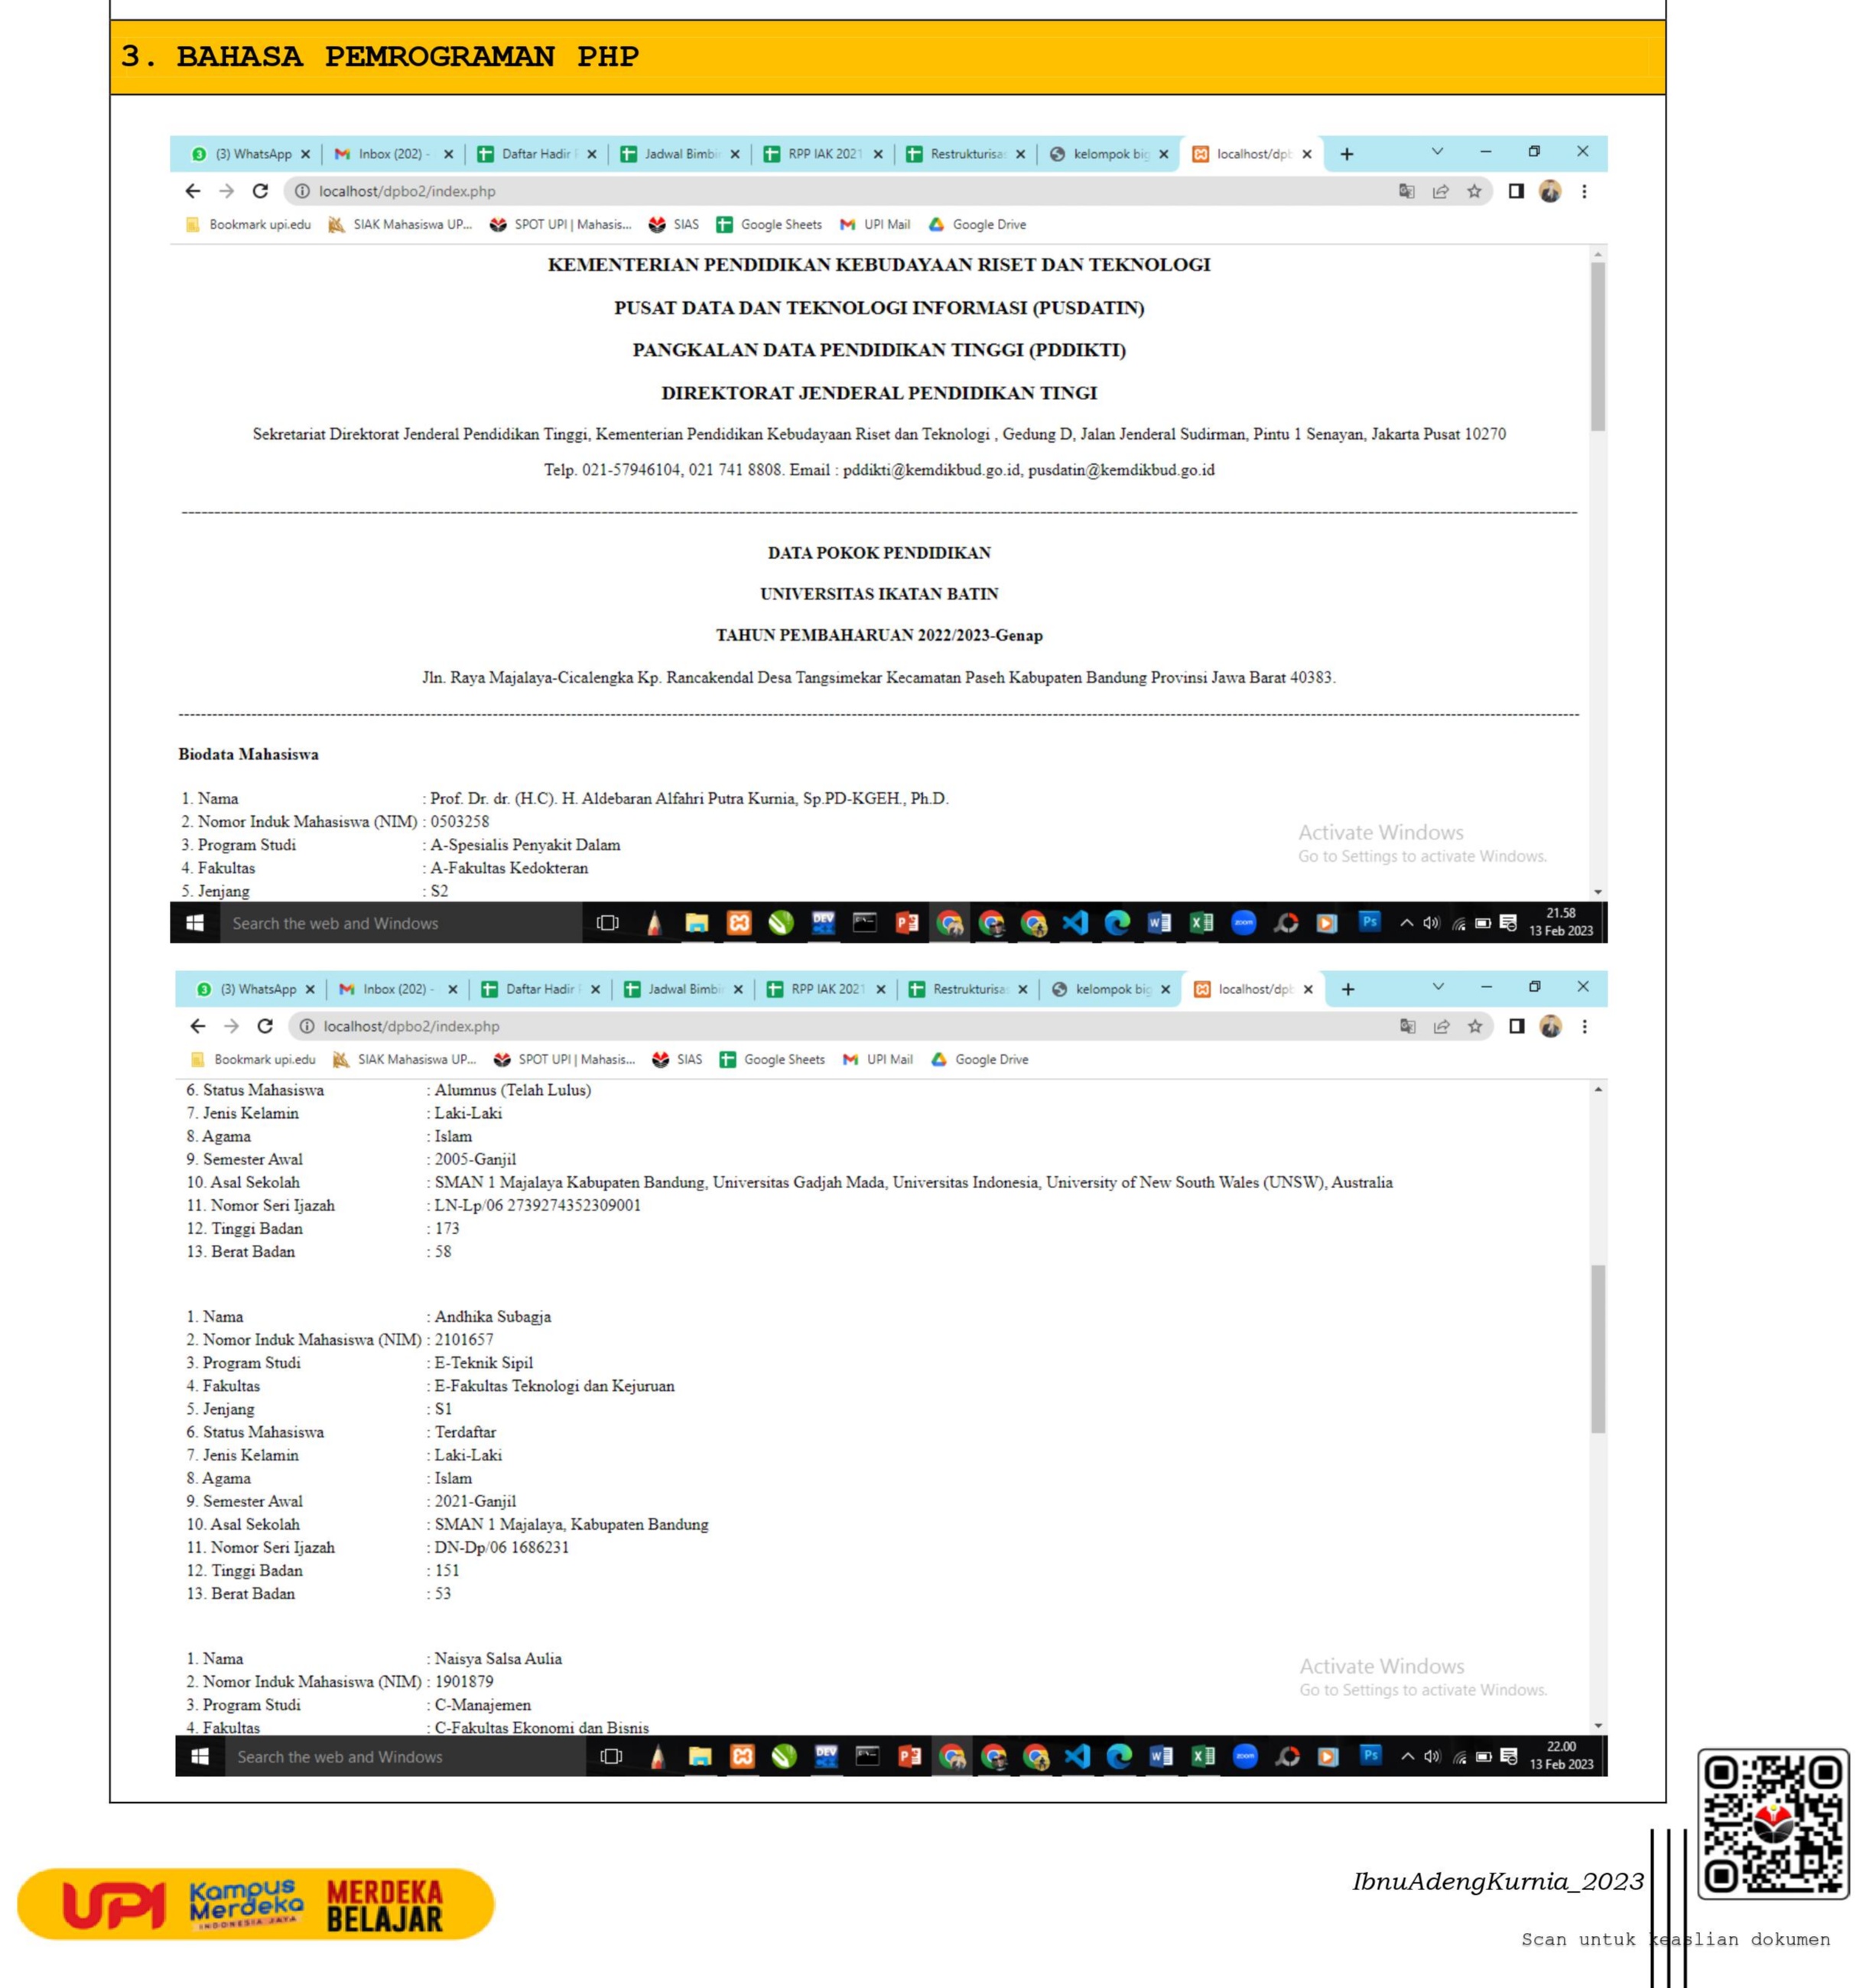 3. BAHASA PEMROGRAMAN PHP
(3) WhatsApp Inbox (202) - Daftar Hadir Jadwal Bimbi RPP IAK 2021 Restrukturisa kelompok big localhost/dpb
localhost/dpbo2/index.php
Bookmark upi.edu SIAK Mahasiswa UP... SPOT UPI | Mahasis... SIAS Google Sheets UPI Mail Google Drive
KEMENTERIAN PENDIDIKAN KEBUDAYAAN RISET DAN TEKNOLOGI
PUSAT DATA DAN TEKNOLOGI INFORMASI (PUSDATIN)
PANGKALAN DATA PENDIDIKAN TINGGI (PDDIKTI)
DIREKTORAT JENDERAL PENDIDIKAN TINGI
Sekretariat Direktorat Jenderal Pendidikan Tinggi, Kementerian Pendidikan Kebudayaan Riset dan Teknologi , Gedung D, Jalan Jenderal Sudirman, Pintu 1 Senayan, Jakarta Pusat 10270
Telp. 021-57946104, 021 741 8808. Email : pddikti@kemdikbud.go.id, pusdatin@kemdikbud.go.id
DATA POKOK PENDIDIKAN
UNIVERSITAS IKATAN BATIN
TAHUN PEMBAHARUAN 2022/2023-Genap
Jln. Raya Majalaya-Cicalengka Kp. Rancakendal Desa Tangsimekar Kecamatan Paseh Kabupaten Bandung Provinsi Jawa Barat 40383.
Biodata Mahasiswa
1. Nama : Prof. Dr. dr. (H.C). H. Aldebaran Alfahri Putra Kurnia, Sp.PD-KGEH., Ph.D.
2. Nomor Induk Mahasiswa (NIM) : 0503258
3. Program Studi : A-Spesialis Penyakit Dalam
4. Fakultas : A-Fakultas Kedokteran
5. Jenjang : S2
Activate Windows
Go to Settings to activate Windows.
Search the web and Windows
21.58
13 Feb 2023
(3) WhatsApp Inbox (202) - Daftar Hadir Jadwal Bimbi RPP IAK 2021 Restrukturisa kelompok big localhost/dpb
localhost/dpbo2/index.php
Bookmark upi.edu SIAK Mahasiswa UP... SPOT UPI | Mahasis... SIAS Google Sheets UPI Mail Google Drive
6. Status Mahasiswa : Alumnus (Telah Lulus)
7. Jenis Kelamin : Laki-Laki
8. Agama : Islam
9. Semester Awal : 2005-Ganjil
10. Asal Sekolah : SMAN 1 Majalaya Kabupaten Bandung, Universitas Gadjah Mada, Universitas Indonesia, University of New South Wales (UNSW), Australia
11. Nomor Seri Ijazah : LN-Lp/06 2739274352309001
12. Tinggi Badan : 173
13. Berat Badan : 58
1. Nama : Andhika Subagja
2. Nomor Induk Mahasiswa (NIM) : 2101657
3. Program Studi : E-Teknik Sipil
4. Fakultas : E-Fakultas Teknologi dan Kejuruan
5. Jenjang : S1
6. Status Mahasiswa : Terdaftar
7. Jenis Kelamin : Laki-Laki
8. Agama : Islam
9. Semester Awal : 2021-Ganjil
10. Asal Sekolah : SMAN 1 Majalaya, Kabupaten Bandung
11. Nomor Seri Ijazah : DN-Dp/06 1686231
12. Tinggi Badan : 151
13. Berat Badan : 53
1. Nama : Naisya Salsa Aulia
2. Nomor Induk Mahasiswa (NIM) : 1901879
3. Program Studi : C-Manajemen
4. Fakultas : C-Fakultas Ekonomi dan Bisnis
Activate Windows
Go to Settings to activate Windows.
Search the web and Windows
22.00
13 Feb 2023
UPI Kampus Merdeka INDONESIA JAYA MERDEKA BELAJAR
IbnuAdengKurnia_2023
Scan untuk keaslian dokumen